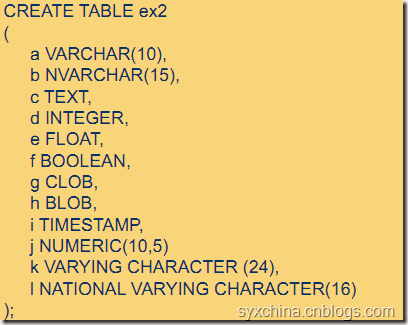 CREATE TABLE ex2
(
a VARCHAR(10),
b NVARCHAR(15),
c TEXT,
d INTEGER,
e FLOAT,
f BOOLEAN,
g CLOB,
h BLOB,
i TIMESTAMP,
j NUMERIC(10,5)
k VARYING CHARACTER (24),
l NATIONAL VARYING CHARACTER(16)
);
syxchina.cnblogs.com